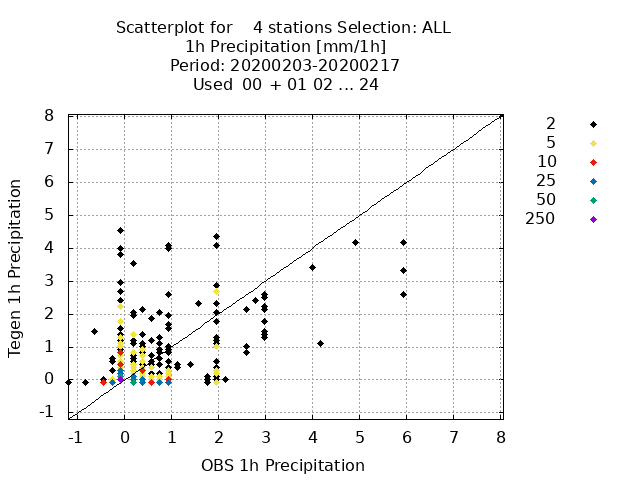 Scatterplot for 4 stations Selection: ALL
1h Precipitation [mm/1h]
Period: 20200203-20200217
Used 00 + 01 02 ... 24
Tegen 1h Precipitation
8
7
6
5
4
3
2
1
0
-1
-1 0 1 2 3 4 5 6 7 8
OBS 1h Precipitation
2
5
10
25
50
250